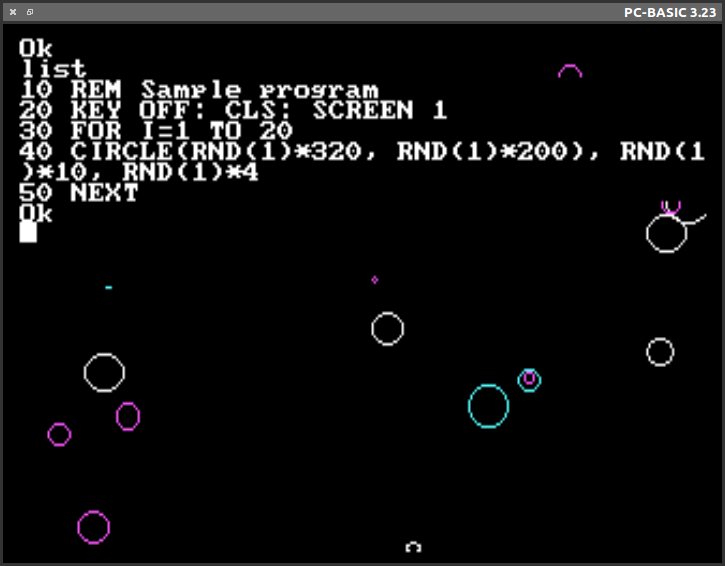 PC-BASIC 3.23
Ok
list
10 REM Sample program
20 KEY OFF: CLS: SCREEN 1
30 FOR I=1 TO 20
40 CIRCLE(RND(1)*320, RND(1)*200), RND(1
)*10, RND(1)*4
50 NEXT
Ok